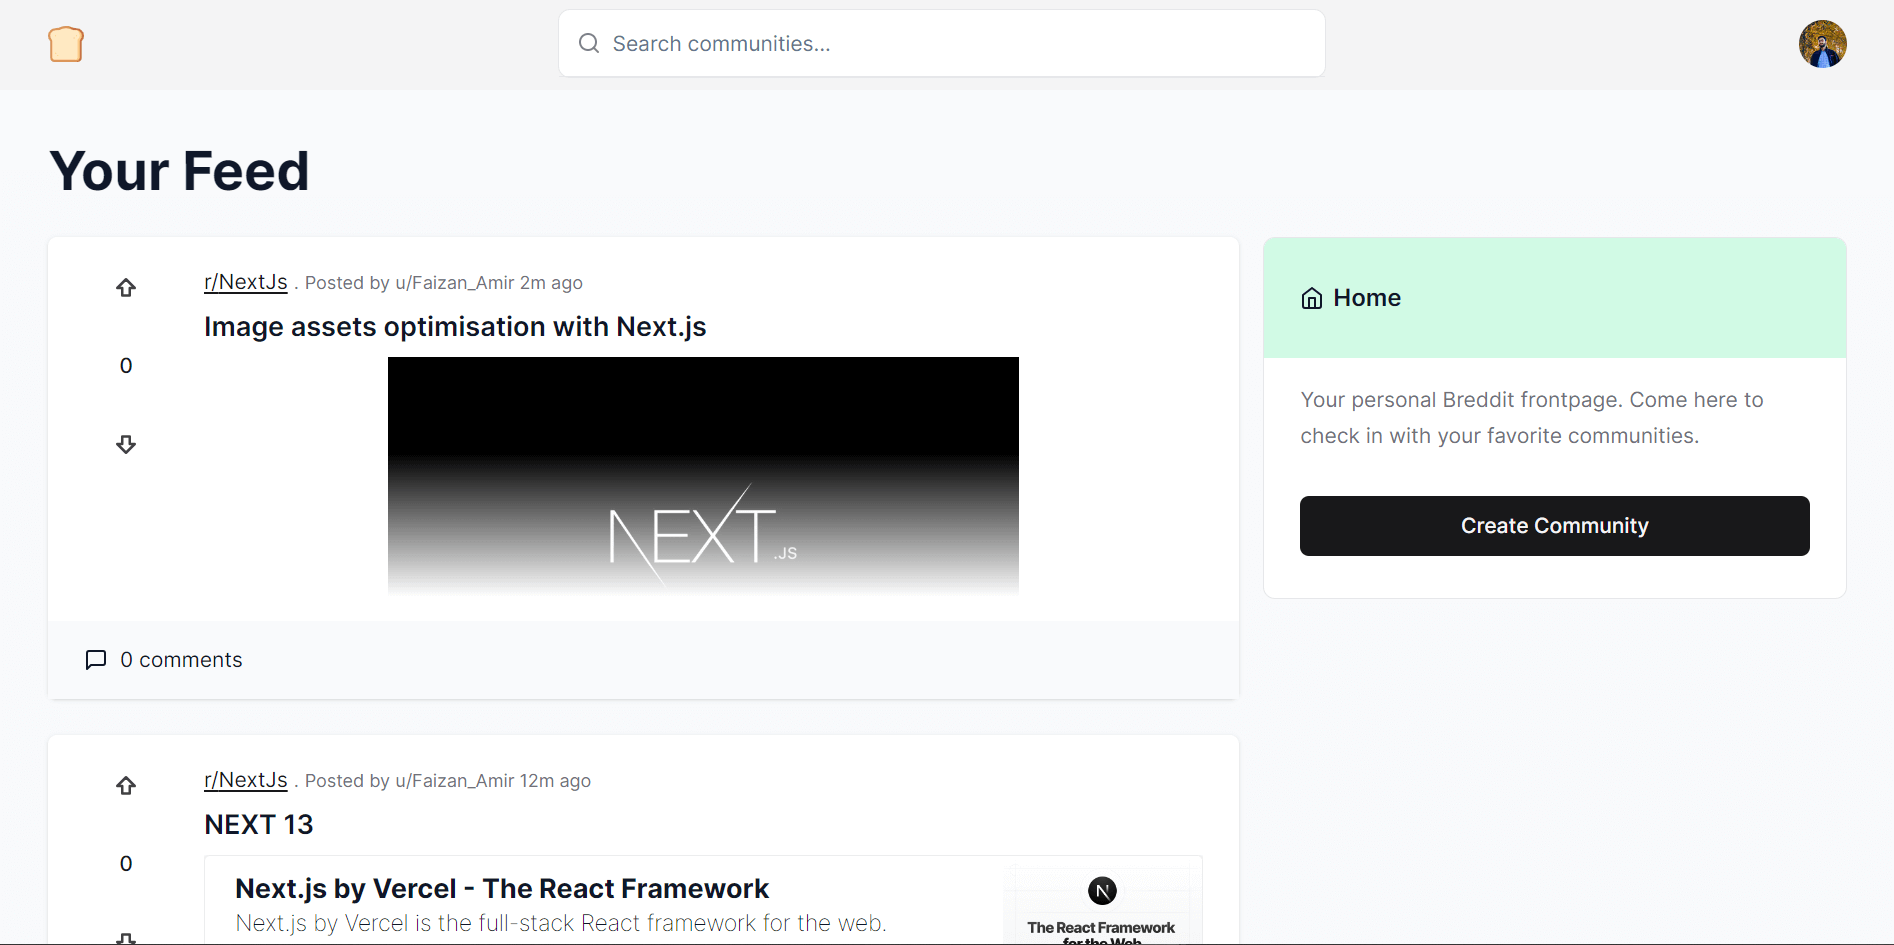 Search communities...
Your Feed
r/NextJs . Posted by u/Faizan_Amir 2m ago
Image assets optimisation with Next.js
0
NEXT.JS
0 comments
Home
Your personal Breddit frontpage. Come here to
check in with your favorite communities.
Create Community
r/NextJs . Posted by u/Faizan_Amir 12m ago
NEXT 13
0
Next.js by Vercel - The React Framework
Next.js by Vercel is the full-stack React framework for the web.
N
The React Framework
for the Web